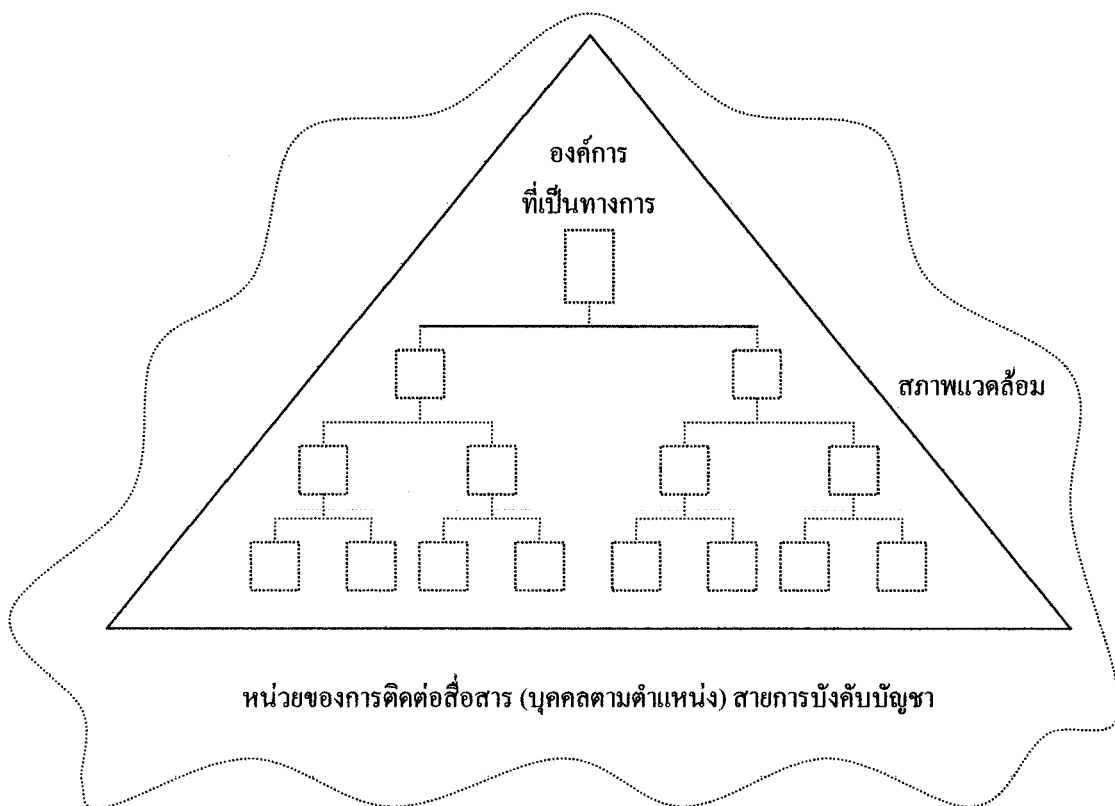 องค์การ
ที่เป็นทางการ
สภาพแวดล้อม
หน่วยของการติดต่อสื่อสาร (บุคคลตามตำแหน่ง) สายการบังคับบัญชา